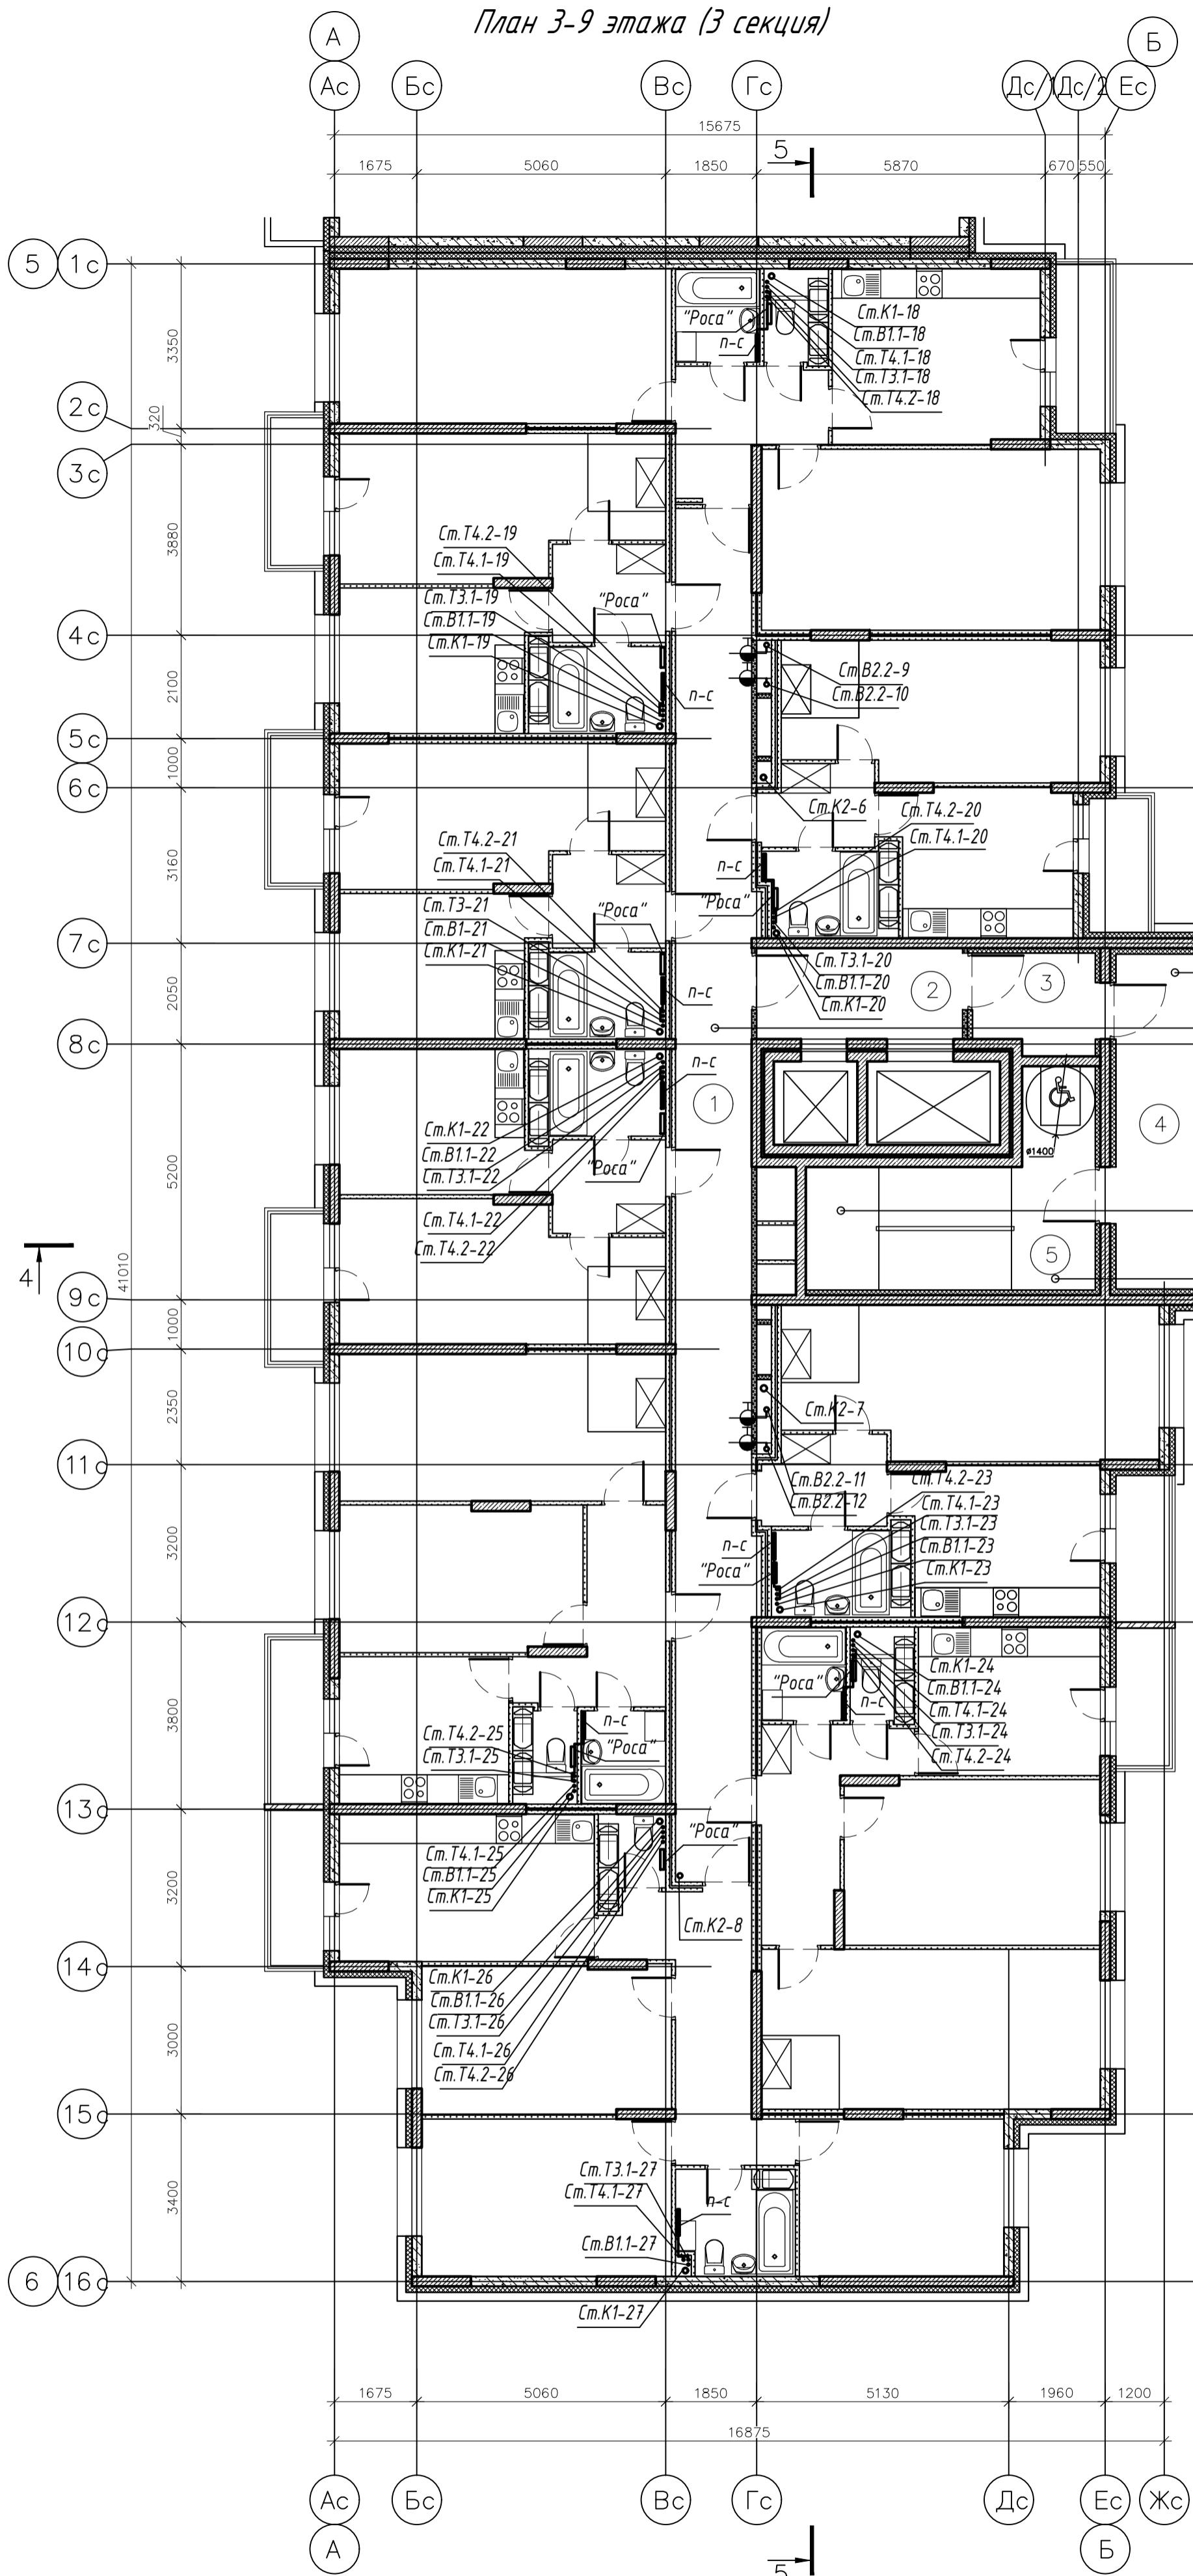 План 3-9 этажа (3 секция)
А
Б
Ас
Бс
Вс
Гс
Дс/1
Дс/2
Ес
15675
1675
5060
1850
5
5870
670
550
5
1с
3350
"Роса"
п-с
Ст.К1-18
Ст.В1.1-18
Ст.Т4.1-18
Ст.Т3.1-18
Ст.Т4.2-18
2с
320
3с
3880
Ст.Т4.2-19
Ст.Т4.1-19
Ст.Т3.1-19
Ст.В1.1-19
Ст.К1-19
"Роса"
п-с
4с
2100
Ст.В2.2-9
Ст.В2.2-10
5с
1000
6с
Ст.К2-6
Ст.Т4.2-20
Ст.Т4.1-20
п-с
"Роса"
3160
Ст.Т4.2-21
Ст.Т4.1-21
Ст.Т3-21
Ст.В1-21
Ст.К1-21
"Роса"
п-с
7с
Ст.Т3.1-20
Ст.В1.1-20
Ст.К1-20
2
3
2050
8с
п-с
1
4
Ст.К1-22
Ст.В1.1-22
Ст.Т3.1-22
"Роса"
Ст.Т4.1-22
Ст.Т4.2-22
ø1400
5200
5
4
41010
9с
1000
10с
2350
Ст.К2-7
11с
Ст.В2.2-11
Ст.В2.2-12
Ст.Т4.2-23
Ст.Т4.1-23
Ст.Т3.1-23
Ст.В1.1-23
Ст.К1-23
п-с
"Роса"
3200
12с
Ст.К1-24
Ст.В1.1-24
Ст.Т4.1-24
Ст.Т3.1-24
Ст.Т4.2-24
"Роса"
п-с
3800
Ст.Т4.2-25
Ст.Т3.1-25
п-с
"Роса"
13с
Ст.Т4.1-25
Ст.В1.1-25
Ст.К1-25
"Роса"
3200
Ст.К2-8
14с
Ст.К1-26
Ст.В1.1-26
Ст.Т3.1-26
Ст.Т4.1-26
Ст.Т4.2-26
3000
15с
3400
Ст.Т3.1-27
Ст.Т4.1-27
п-с
Ст.В1.1-27
6
16с
Ст.К1-27
1675
5060
1850
5130
1960
1200
16875
Ас
Бс
Вс
Гс
Дс
Ес
Жс
А
Б
5